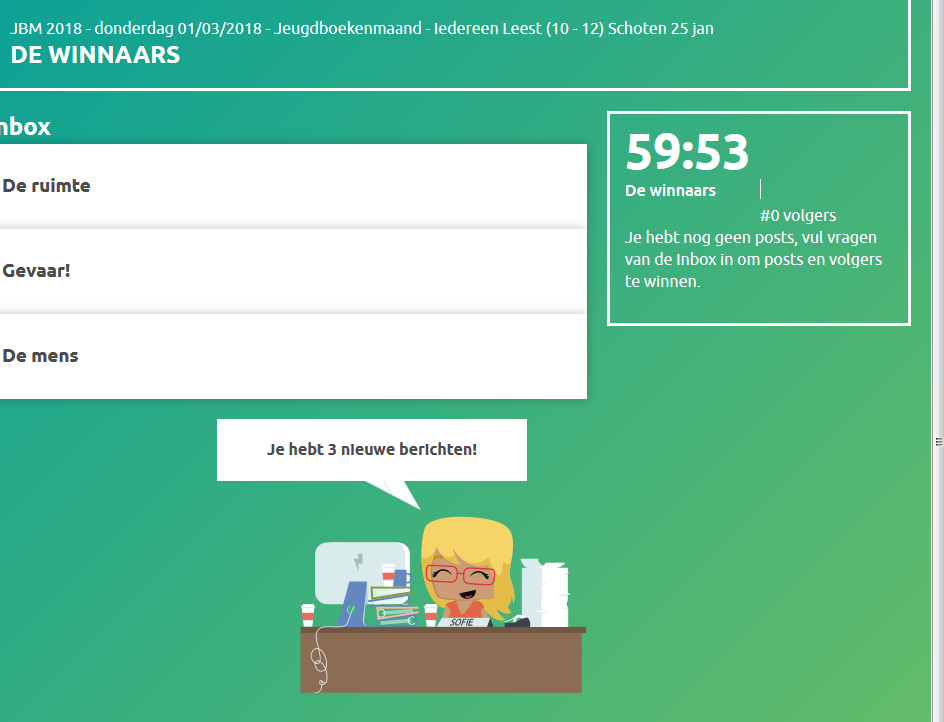 JBM 2018 - donderdag 01/03/2018 - Jeugdboekenmaand - Iedereen Leest (10 - 12) Schoten 25 jan
DE WINNAARS
nbox
De ruimte
Gevaar!
De mens
59:53
De winnaars
#0 volgers
Je hebt nog geen posts, vul vragen
van de Inbox in om posts en volgers
te winnen.
Je hebt 3 nieuwe berichten!
SOFIE